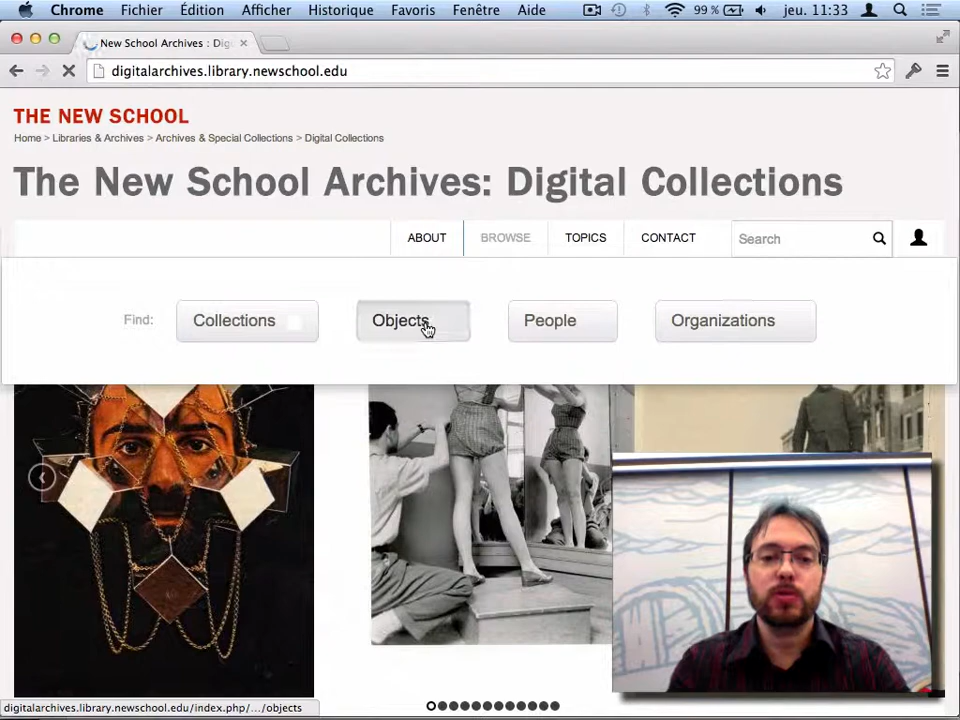 Chrome Fichier Édition Afficher Historique Favoris Fenêtre Aide 99 % jeu. 11:33
New School Archives : Dig
digitalarchives.library.newschool.edu
THE NEW SCHOOL
Home > Libraries & Archives > Archives & Special Collections > Digital Collections
The New School Archives: Digital Collections
ABOUT BROWSE TOPICS CONTACT Search
Find: Collections Objects People Organizations
digitalarchives.library.newschool.edu/index.php/…/objects